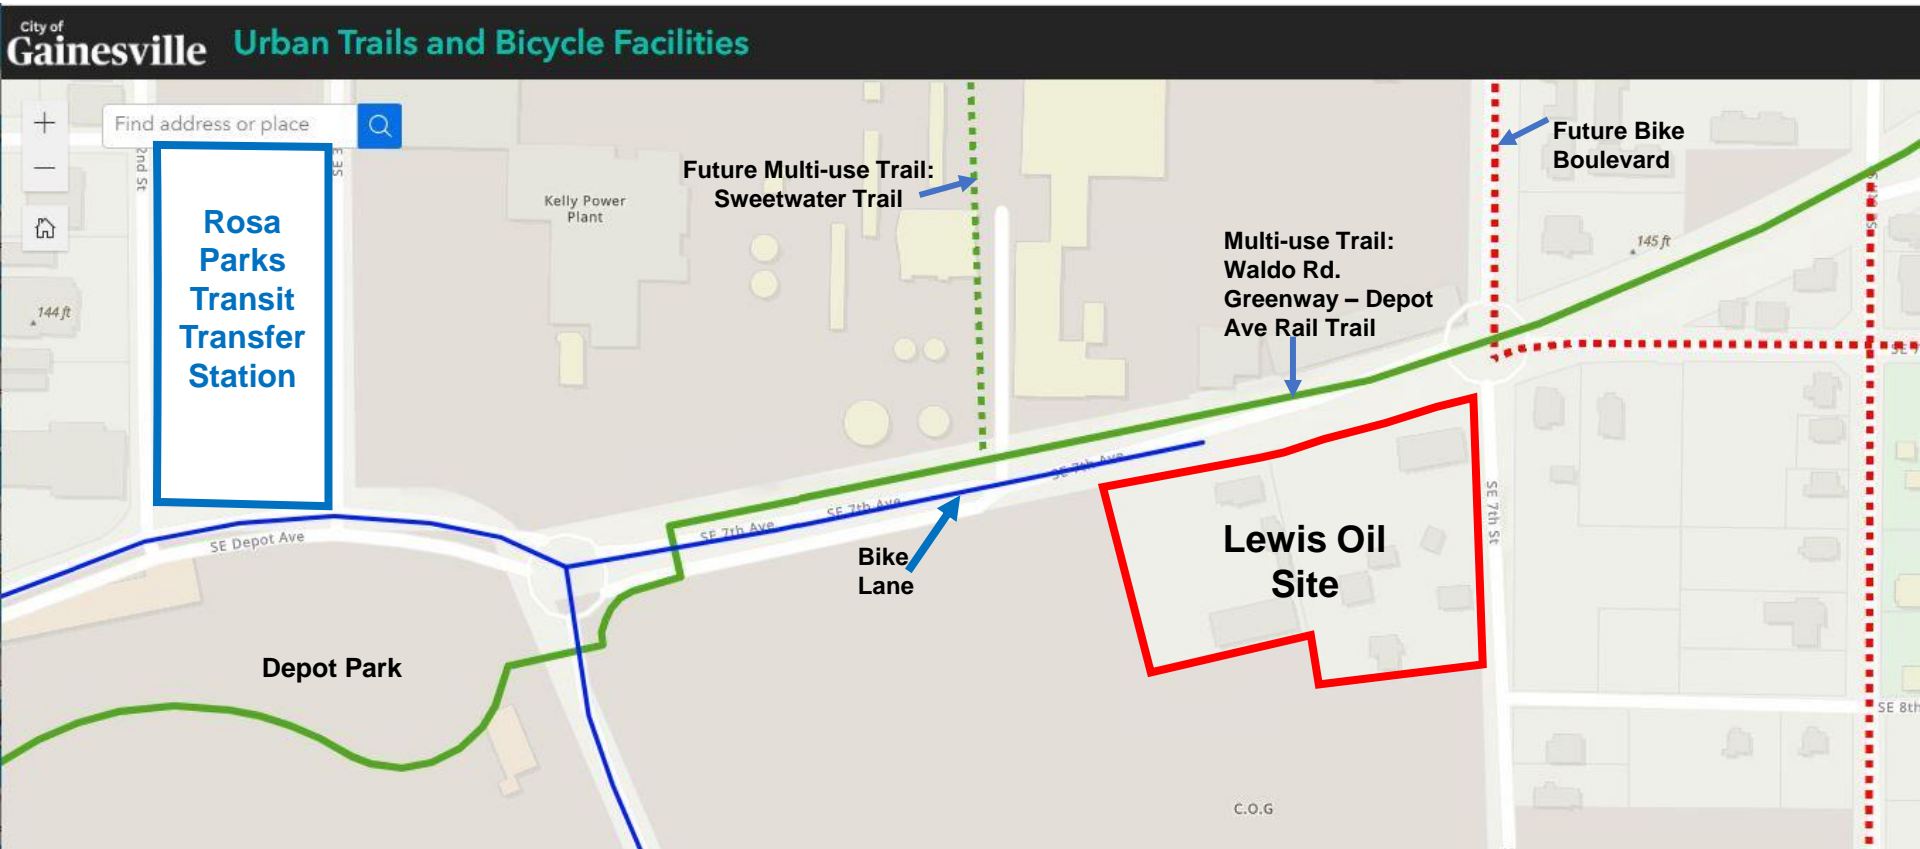 City of
Gainesville
Urban Trails and Bicycle Facilities
Find address or place
2nd St
Rosa
Parks
Transit
Transfer
Station
144 ft
Kelly Power
Plant
Future Multi-use Trail:
Sweetwater Trail
Future Bike
Boulevard
145 ft
Multi-use Trail:
Waldo Rd.
Greenway – Depot
Ave Rail Trail
SE 7th Ave
SE 7th Ave
SE 7th Ave
SE Depot Ave
Bike
Lane
Lewis Oil
Site
SE 7th St
Depot Park
SE 8th
C.O.G